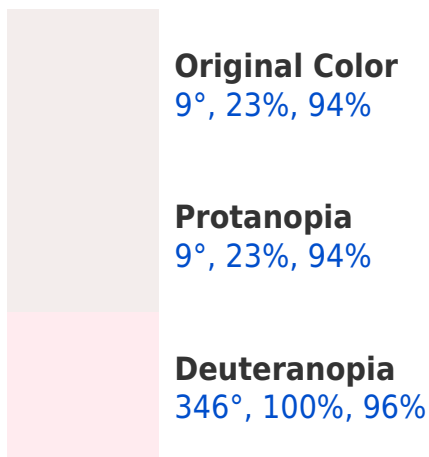 Original Color
9°, 23%, 94%
Protanopia
9°, 23%, 94%
Deuteranopia
346°, 100%, 96%